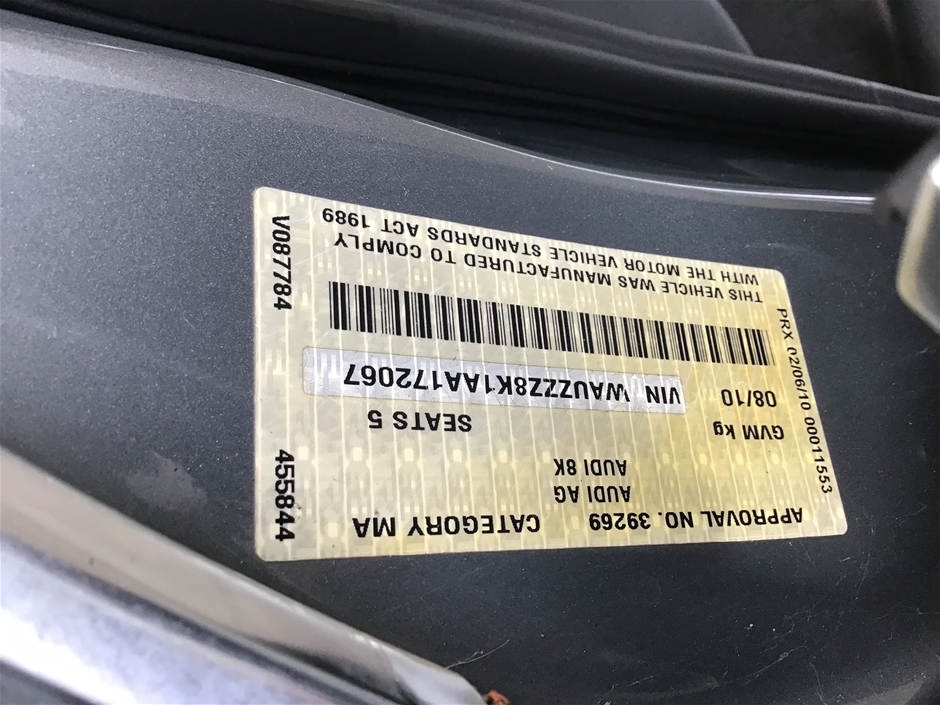 APPROVAL NO. 39269 CATEGORY MA
AUDI AG
AUDI 8K
GVM kg SEATS 5
08/10 VIN WAUZZZ8K1AA172067
THIS VEHICLE WAS MANUFACTURED TO COMPLY
WITH THE MOTOR VEHICLE STANDARDS ACT 1989
PRX 02/06/10 00011553
455844 V087784